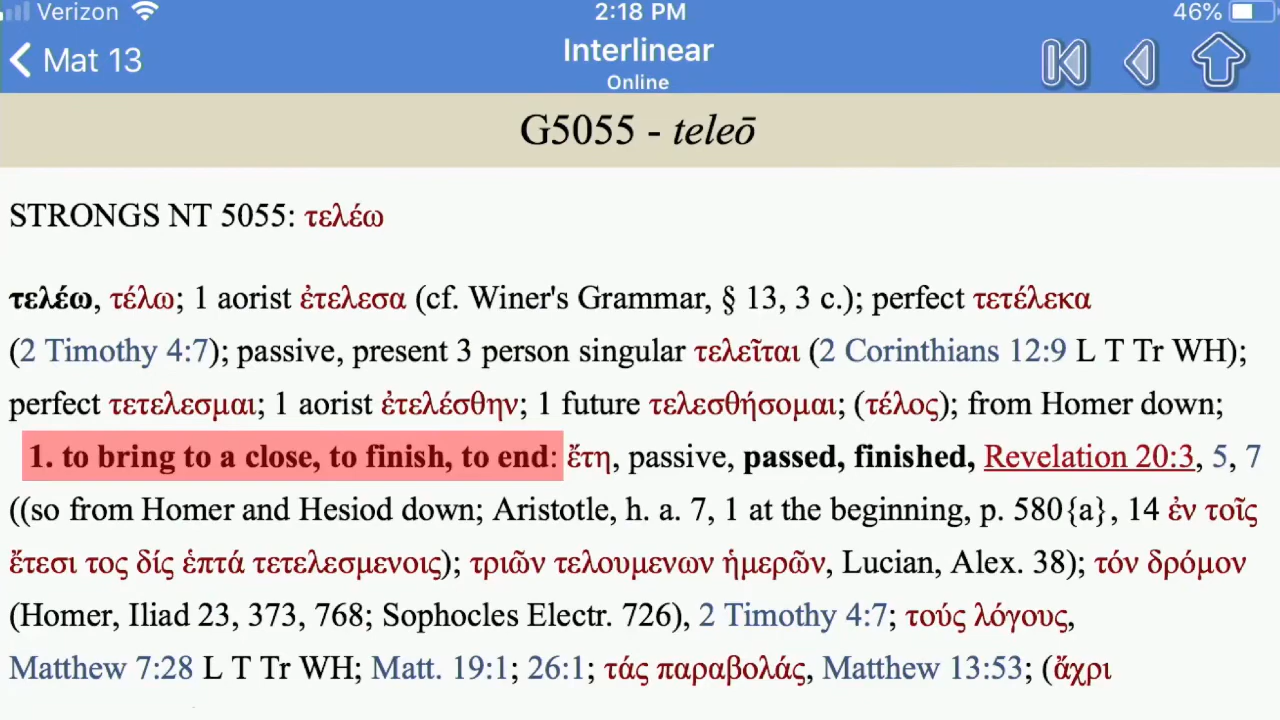 Verizon 2:18 PM 46%
Mat 13 Interlinear
Online
G5055 - teleō
STRONGS NT 5055: τελέω
τελέω, τέλω; 1 aorist ἐτελεσα (cf. Winer's Grammar, § 13, 3 c.); perfect τετέλεκα
(2 Timothy 4:7); passive, present 3 person singular τελεῖται (2 Corinthians 12:9 L T Tr WH);
perfect τετελεσμαι; 1 aorist ἐτελέσθην; 1 future τελεσθήσομαι; (τέλος); from Homer down;
1. to bring to a close, to finish, to end: ἔτη, passive, passed, finished, Revelation 20:3, 5, 7
((so from Homer and Hesiod down; Aristotle, h. a. 7, 1 at the beginning, p. 580{a}, 14 ἐν τοῖς
ἔτεσι τος δίς ἑπτά τετελεσμενοις); τριῶν τελουμενων ἡμερῶν, Lucian, Alex. 38); τόν δρόμον
(Homer, Iliad 23, 373, 768; Sophocles Electr. 726), 2 Timothy 4:7; τούς λόγους,
Matthew 7:28 L T Tr WH; Matt. 19:1; 26:1; τάς παραβολάς, Matthew 13:53; (ἄχρι